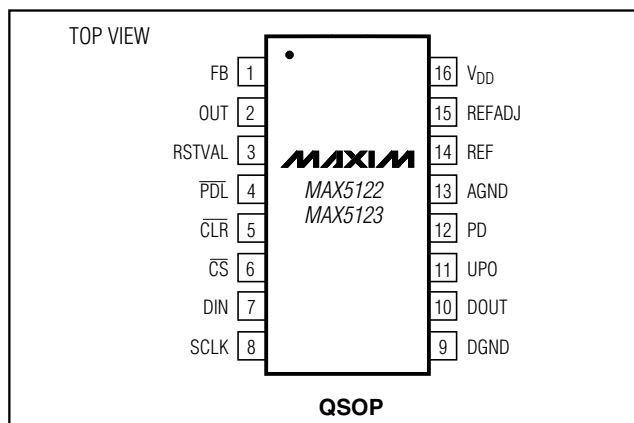 TOP VIEW
FB 1
OUT 2
RSTVAL 3
PDL 4
CLR 5
CS 6
DIN 7
SCLK 8
MAXIM
MAX5122
MAX5123
16 VDD
15 REFADJ
14 REF
13 AGND
12 PD
11 UPO
10 DOUT
9 DGND
QSOP